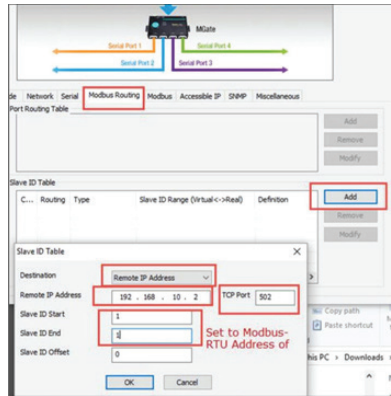 MGate
Serial Port 1
Serial Port 4
Serial Port 2
Serial Port 3
de Network Serial Modbus Routing Modbus Accessible IP SNMP Miscellaneous
Port Routing Table
Add
Remove
Modify
Slave ID Table
C... Routing Type Slave ID Range (Virtual<->Real) Definition
Add
Remove
Modify
Slave ID Table
Destination
Remote IP Address
Remote IP Address
192 . 168 . 10 . 2
TCP Port
502
Slave ID Start
1
Slave ID End
1
Set to Modbus-
RTU Address of
Slave ID Offset
0
OK
Cancel
Copy path
Paste shortcut
his PC > Downloads